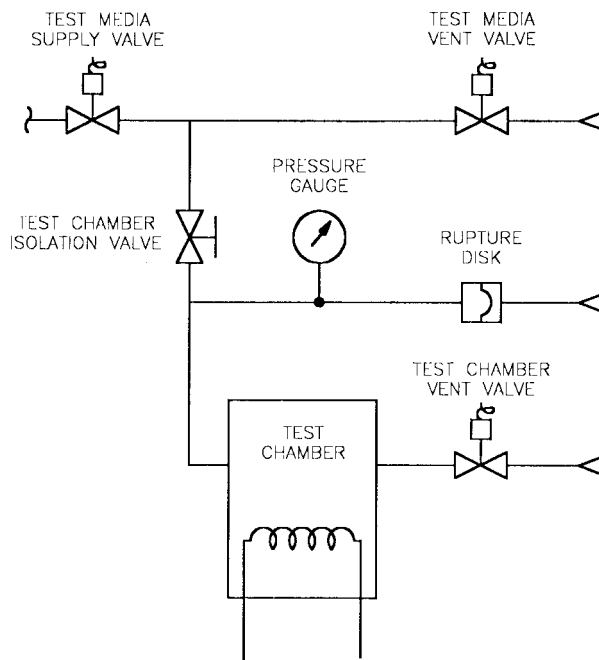 TEST MEDIA
SUPPLY VALVE
TEST MEDIA
VENT VALVE
PRESSURE
GAUGE
TEST CHAMBER
ISOLATION VALVE
RUPTURE
DISK
TEST CHAMBER
VENT VALVE
TEST
CHAMBER